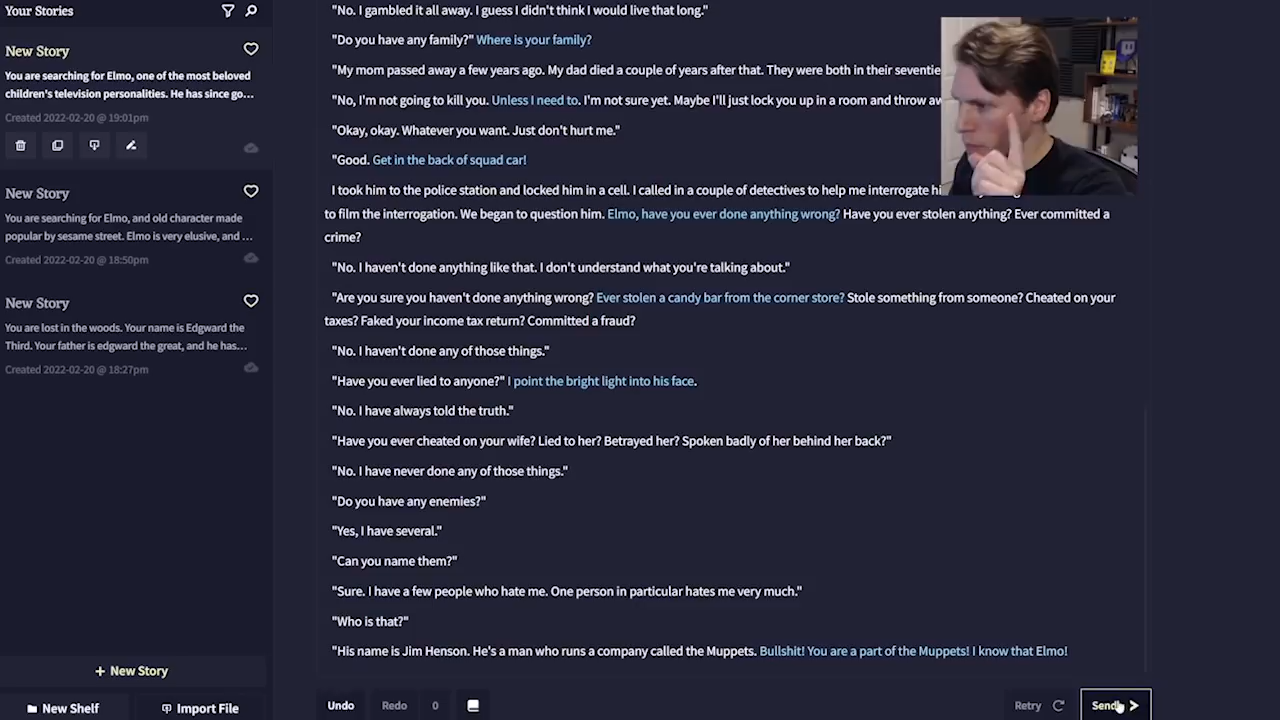 Your Stories
New Story
You are searching for Elmo, one of the most beloved
children's television personalities. He has since go...
Created 2022-02-20 @ 19:01pm
New Story
You are searching for Elmo, and old character made
popular by sesame street. Elmo is very elusive, and ...
Created 2022-02-20 @ 18:50pm
New Story
You are lost in the woods. Your name is Edgward the
Third. Your father is edgward the great, and he has...
Created 2022-02-20 @ 18:27pm
+ New Story
New Shelf
Import File
"No. I gambled it all away. I guess I didn't think I would live that long."
"Do you have any family?" Where is your family?
"My mom passed away a few years ago. My dad died a couple of years after that. They were both in their seventie
"No, I'm not going to kill you. Unless I need to. I'm not sure yet. Maybe I'll just lock you up in a room and throw aw
"Okay, okay. Whatever you want. Just don't hurt me."
"Good. Get in the back of squad car!
I took him to the police station and locked him in a cell. I called in a couple of detectives to help me interrogate hi
to film the interrogation. We began to question him. Elmo, have you ever done anything wrong? Have you ever stolen anything? Ever committed a
crime?
"No. I haven't done anything like that. I don't understand what you're talking about."
"Are you sure you haven't done anything wrong? Ever stolen a candy bar from the corner store? Stole something from someone? Cheated on your
taxes? Faked your income tax return? Committed a fraud?
"No. I haven't done any of those things."
"Have you ever lied to anyone?" I point the bright light into his face.
"No. I have always told the truth."
"Have you ever cheated on your wife? Lied to her? Betrayed her? Spoken badly of her behind her back?"
"No. I have never done any of those things."
"Do you have any enemies?"
"Yes, I have several."
"Can you name them?"
"Sure. I have a few people who hate me. One person in particular hates me very much."
"Who is that?"
"His name is Jim Henson. He's a man who runs a company called the Muppets. Bullshit! You are a part of the Muppets! I know that Elmo!
Undo
Redo
0
Retry
Send